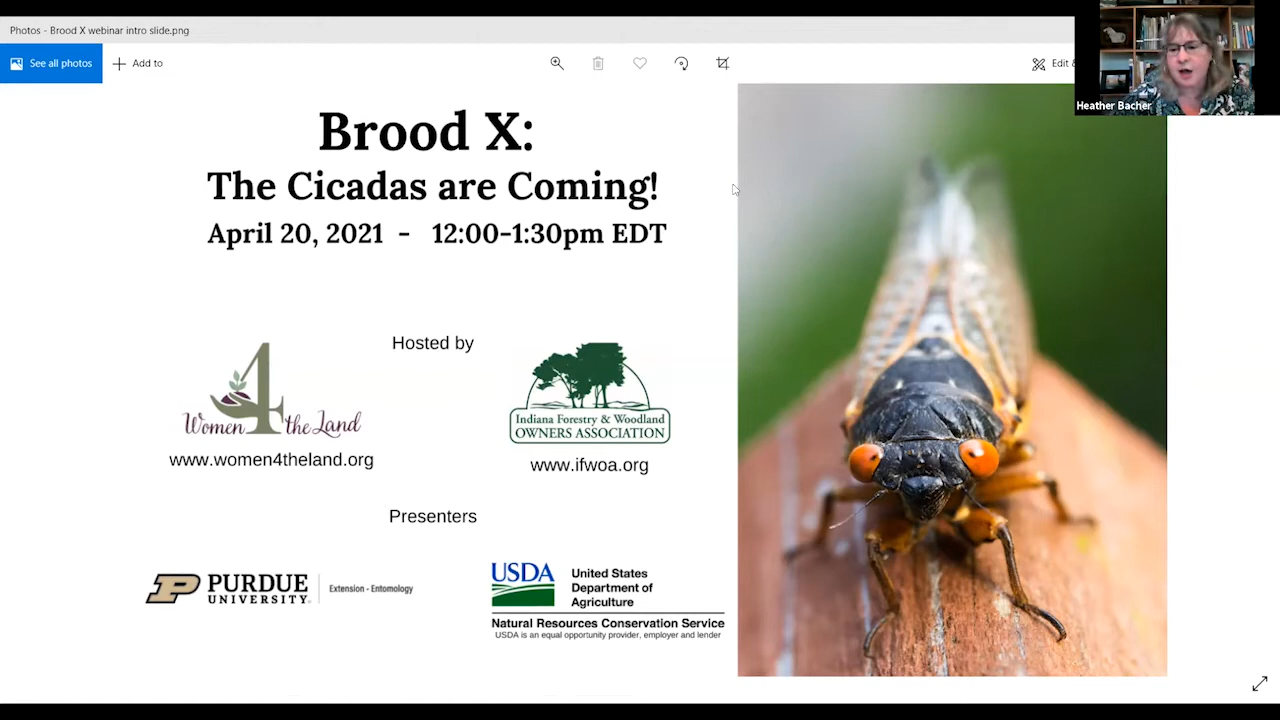 Photos - Brood X webinar intro slide.png
See all photos
Add to
Edit &
Heather Bacher
Brood X:
The Cicadas are Coming!
April 20, 2021 - 12:00-1:30pm EDT
Hosted by
Women 4 the Land
www.women4theland.org
Indiana Forestry & Woodland
OWNERS ASSOCIATION
www.ifwoa.org
Presenters
P PURDUE
UNIVERSITY.
Extension - Entomology
USDA
United States
Department of
Agriculture
Natural Resources Conservation Service
USDA is an equal opportunity provider, employer and lender